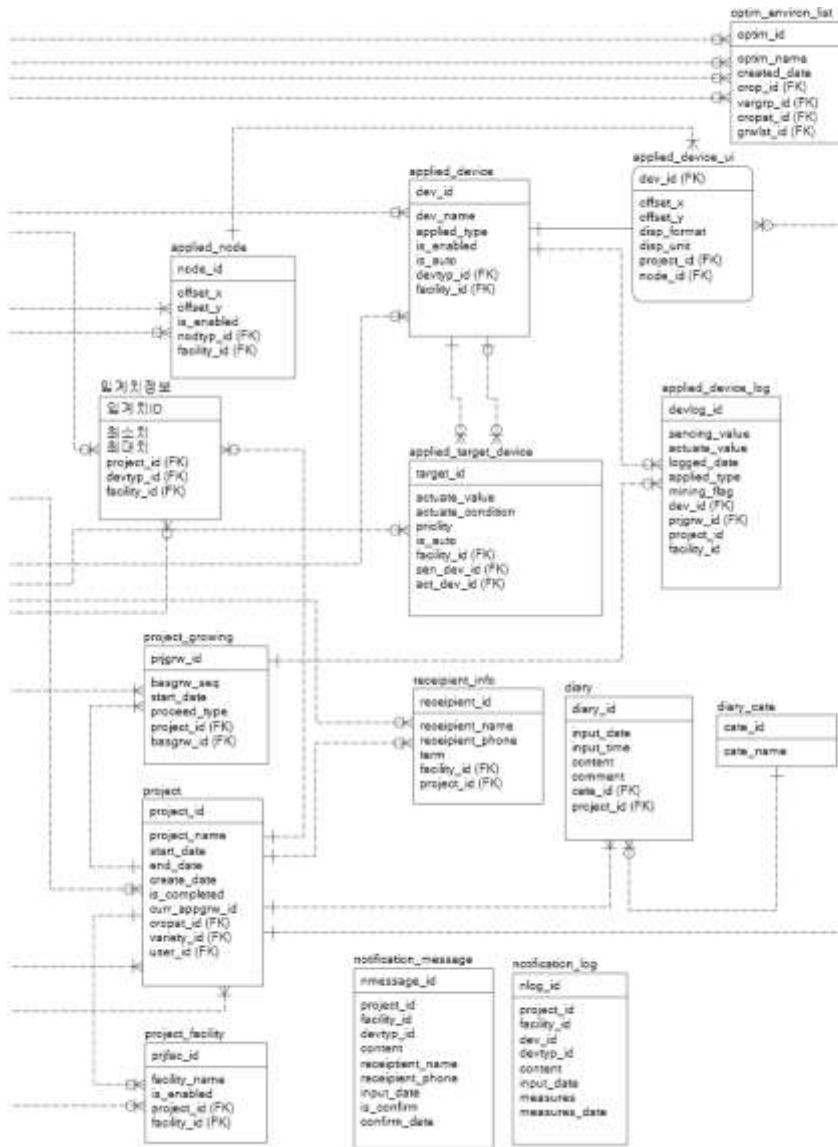 optim_environ_list
optim_id
optim_name
created_date
crop_id (FK)
vargrp_id (FK)
cropat_id (FK)
grwlst_id (FK)
applied_device_ui
dev_id (FK)
offset_x
offset_y
disp_format
disp_unit
project_id (FK)
node_id (FK)
applied_device
dev_id
dev_name
applied_type
is_enabled
is_auto
devtyp_id (FK)
facility_id (FK)
applied_node
node_id
offset_x
offset_y
is_enabled
nodtyp_id (FK)
facility_id (FK)
임계치정보
임계치ID
최소치
최대치
project_id (FK)
devtyp_id (FK)
facility_id (FK)
applied_device_log
devlog_id
sencing_value
actuate_value
logged_date
applied_type
mining_flag
dev_id (FK)
prjgrw_id (FK)
project_id
facility_id
applied_target_device
target_id
actuate_value
actuate_condition
priolity
is_auto
facility_id (FK)
sen_dev_id (FK)
act_dev_id (FK)
project_growing
prjgrw_id
basgrw_seq
start_date
proceed_type
project_id (FK)
basgrw_id (FK)
receipient_info
receipient_id
receipient_name
receipient_phone
term
facility_id (FK)
project_id (FK)
diary
diary_id
input_date
input_time
content
comment
cate_id (FK)
project_id (FK)
diary_cate
cate_id
cate_name
project
project_id
project_name
start_date
end_date
create_date
is_completed
curr_appgrw_id
cropat_id (FK)
variety_id (FK)
user_id (FK)
notification_message
nmessage_id
project_id
facility_id
devtyp_id
content
receiptient_name
receipient_phone
input_date
is_confirm
confirm_date
notification_log
nlog_id
project_id
facility_id
dev_id
devtyp_id
content
input_date
measures
measures_date
project_facility
prjfac_id
facility_name
is_enabled
project_id (FK)
facility_id (FK)